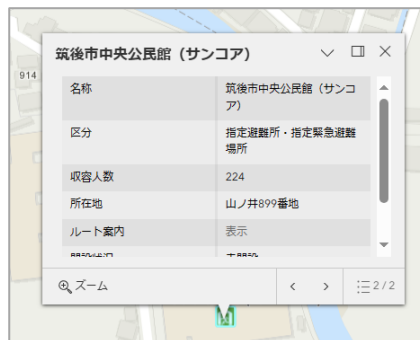 筑後市中央公民館（サンコア）
914
名称
筑後市中央公民館（サンコ
ア）
区分
指定避難所・指定緊急避難
場所
収容人数
224
所在地
山ノ井899番地
ルート案内
表示
ズーム
2 / 2